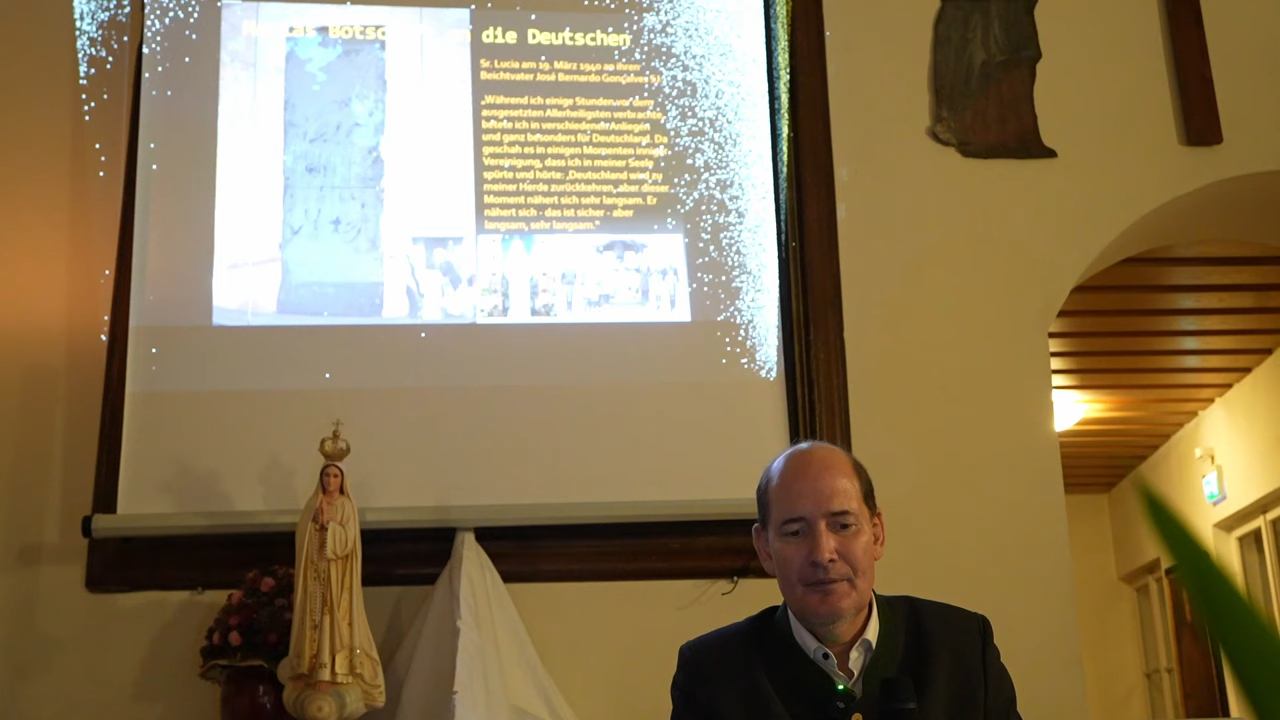 die Deutschen
Sr. Lucia am 19. März 1940 an ihren
Beichtvater José Bernardo Gonçalves SJ
„Während ich einige Stunden vor dem
ausgesetzten Allerheiligsten verbrachte,
betete ich in verschiedenen Anliegen
und ganz besonders für Deutschland. Da
geschah es in einigen Morpenten inniger
Vereinigung, dass ich in meiner Seele
spürte und hörte: „Deutschland wird zu
meiner Herde zurückkehren, aber dieser
Moment nähert sich sehr langsam. Er
nähert sich - das ist sicher - aber
langsam, sehr langsam."